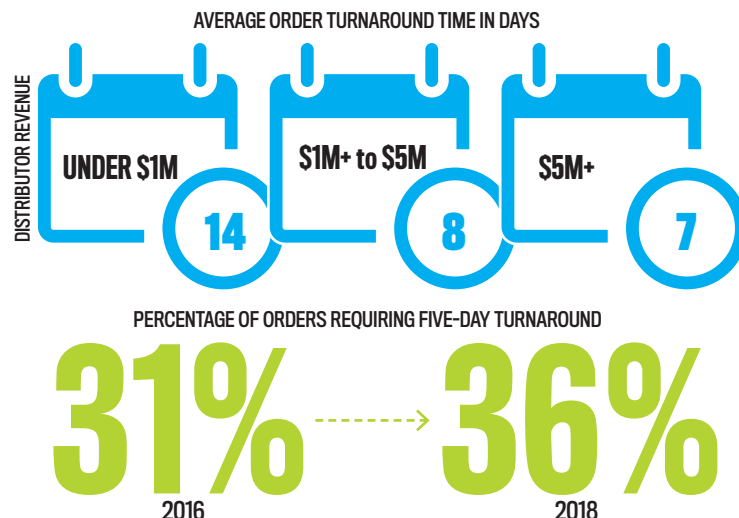 AVERAGE ORDER TURNAROUND TIME IN DAYS
DISTRIBUTOR REVENUE
UNDER $1M
14
$1M+ to $5M
8
$5M+
7
PERCENTAGE OF ORDERS REQUIRING FIVE-DAY TURNAROUND
31%
2016
36%
2018